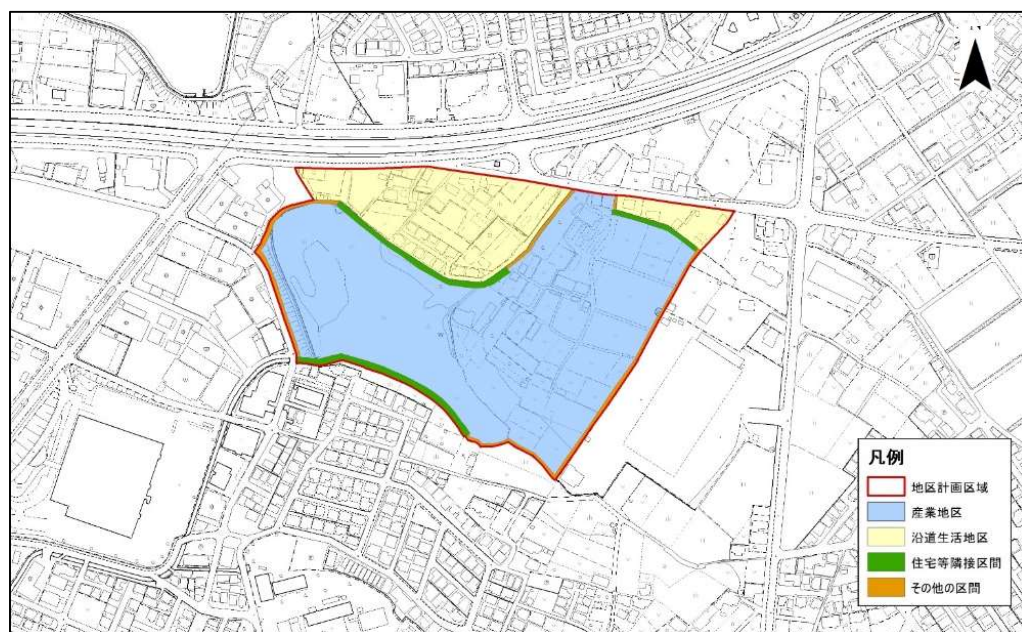 凡例
地区計画区域
産業地区
沿道生活地区
住宅等隣接区間
その他の区間